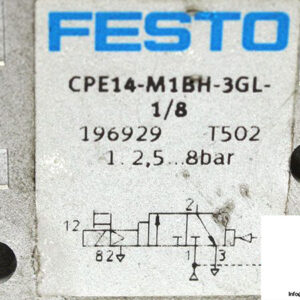 FESTO
CPE14-M1BH-3GL-
1/8
196929 T502
1: 2,5...8bar
2
12
82
1
3